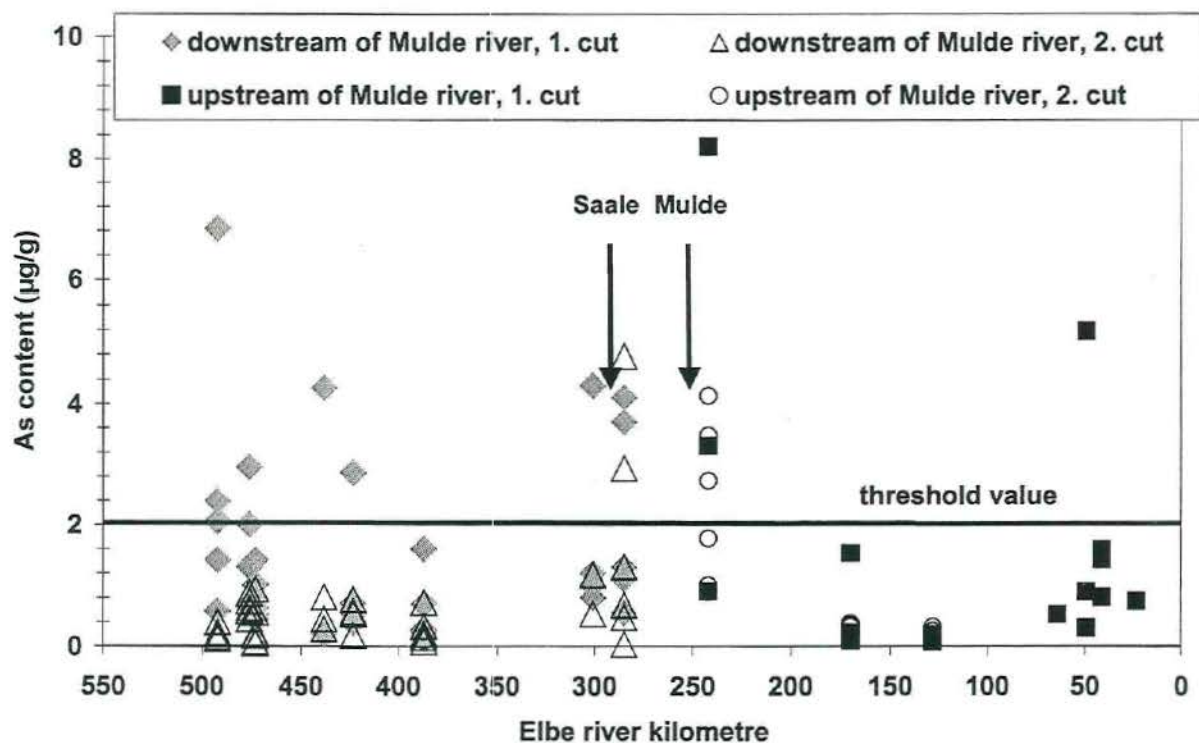 downstream of Mulde river, 1. cut
downstream of Mulde river, 2. cut
upstream of Mulde river, 1. cut
upstream of Mulde river, 2. cut
10
8
6
4
2
0
As content (µg/g)
Saale Mulde
threshold value
550 500 450 400 350 300 250 200 150 100 50 0
Elbe river kilometre